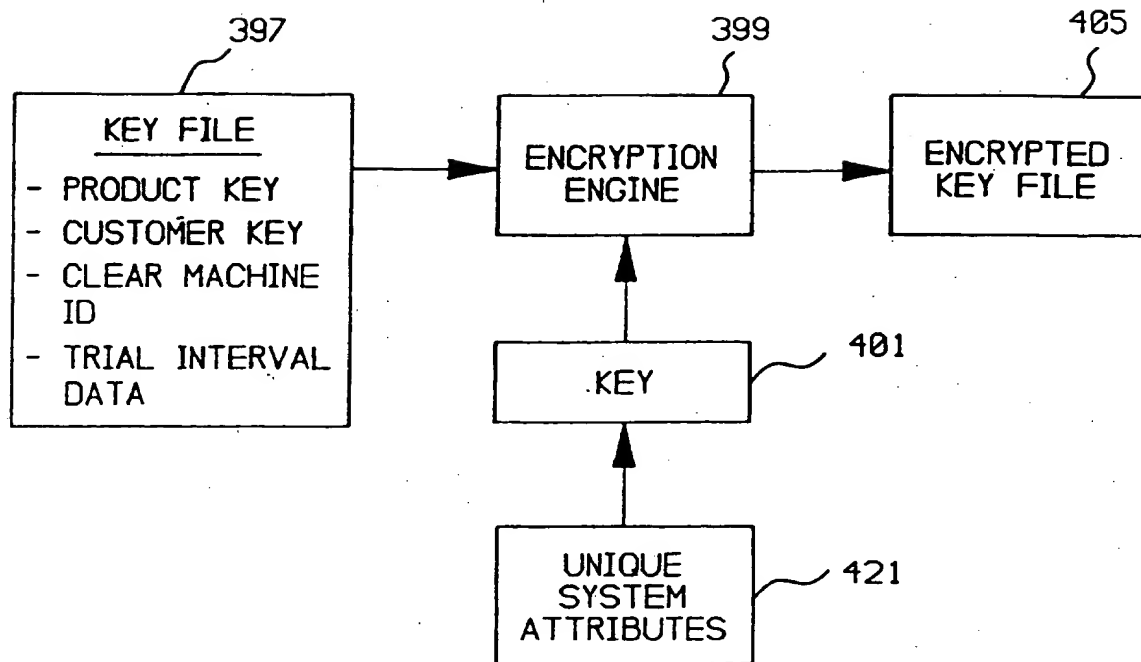 397
399
405
KEY FILE
- PRODUCT KEY
- CUSTOMER KEY
- CLEAR MACHINE
ID
- TRIAL INTERVAL
DATA
ENCRYPTION
ENGINE
ENCRYPTED
KEY FILE
KEY
401
UNIQUE
SYSTEM
ATTRIBUTES
421